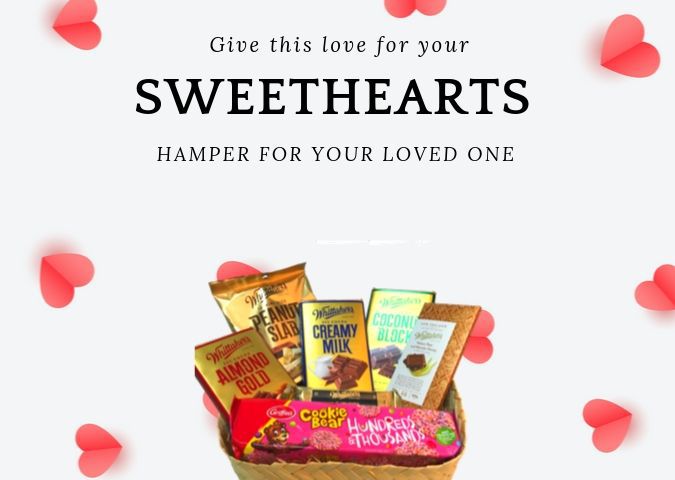 Give this love for your
SWEETHEARTS
HAMPER FOR YOUR LOVED ONE
Whittaker's
PEANUT
SLAB
Whittaker's
CREAMY
MILK
Whittaker's
COCONUT
BLOCK
Whittaker's
Whittaker's
ALMOND
GOLD
Griffin's
COOKIE
BEAR
HUNDREDS
&THOUSANDS